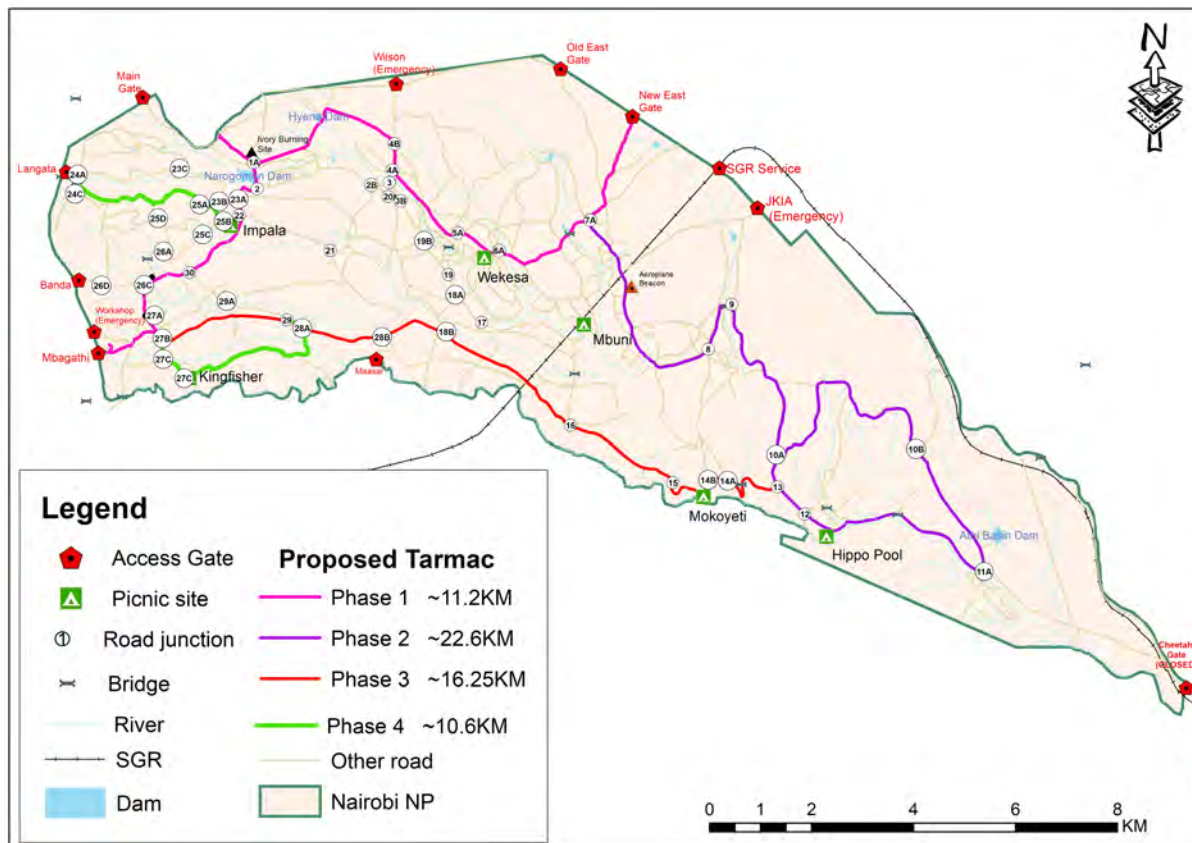 N
Old East
Gate
Wilson
(Emergency)
Main
Gate
New East
Gate
Hyena Dam
Ivory Burning
Site
4B
1A
Langata
24A
23C
4A
SGR Service
Narogomon Dam
2B
3
24C
2
20
3B
JKIA
(Emergency)
23B
23A
25A
22
25D
25B
7A
Impala
25C
5A
19B
6A
26A
21
Wekesa
30
19
Banda
26D
26C
Aeroplane
Beacon
18A
29A
9
Workshop
(Emergency)
27A
29
17
28A
Mbuni
27B
28B
18B
8
Mbagathi
27C
Maasai
27C
Kingfisher
16
10B
10A
15
14B
14A
13
Mokoyeti
12
Hippo Pool
Athi Basin Dam
11A
Cheetah
Gate
(CLOSED)
Legend
Access Gate
Picnic site
1
Road junction
Bridge
River
SGR
Dam
Proposed Tarmac
Phase 1 ~11.2KM
Phase 2 ~22.6KM
Phase 3 ~16.25KM
Phase 4 ~10.6KM
Other road
Nairobi NP
0 1 2 4 6 8
KM